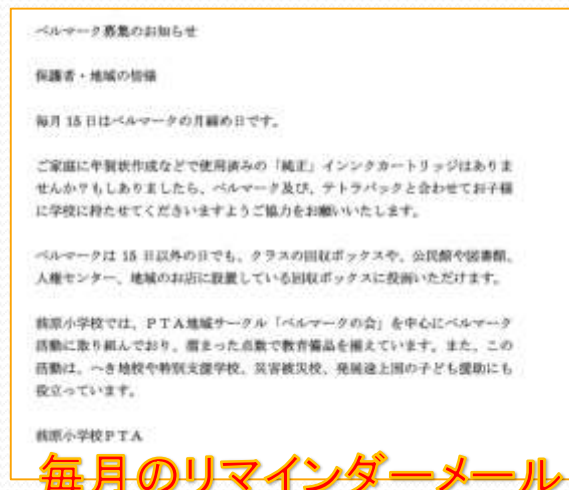 ベルマーク募集のお知らせ
保護者・地域の皆様
毎月 15 日はベルマークの月締め日です。
ご家庭に年賀状作成などで使用済みの「純正」インンクカートリッジはありま
せんか？もしありましたら、ベルマーク及び、テトラパックと合わせてお子様
に学校に持たせてくださいますようご協力をお願いいたします。
ベルマークは 15 日以外の日でも、クラスの回収ボックスや、公民館や図書館、
人権センター、地域のお店に設置している回収ボックスに投函いただけます。
原小学校では、ＰＴＡ地域サークル「ベルマークの会」を中心にベルマーク
活動に取り組んでおり、溜まった点数で教育備品を揃えています。また、この
活動は、へき地校や特別支援学校、災害被災校、発展途上国の子ども援助にも
役立っています。
原小学校ＰＴＡ
毎月のリマインダーメール